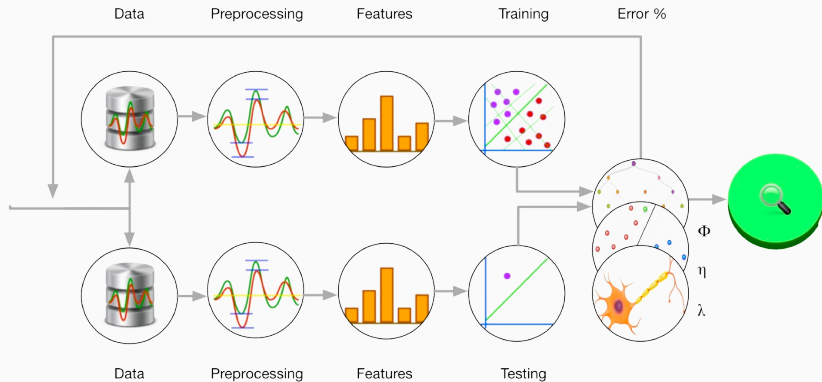 Data Preprocessing Features Training Error %
Φ
η
λ
Data Preprocessing Features Testing